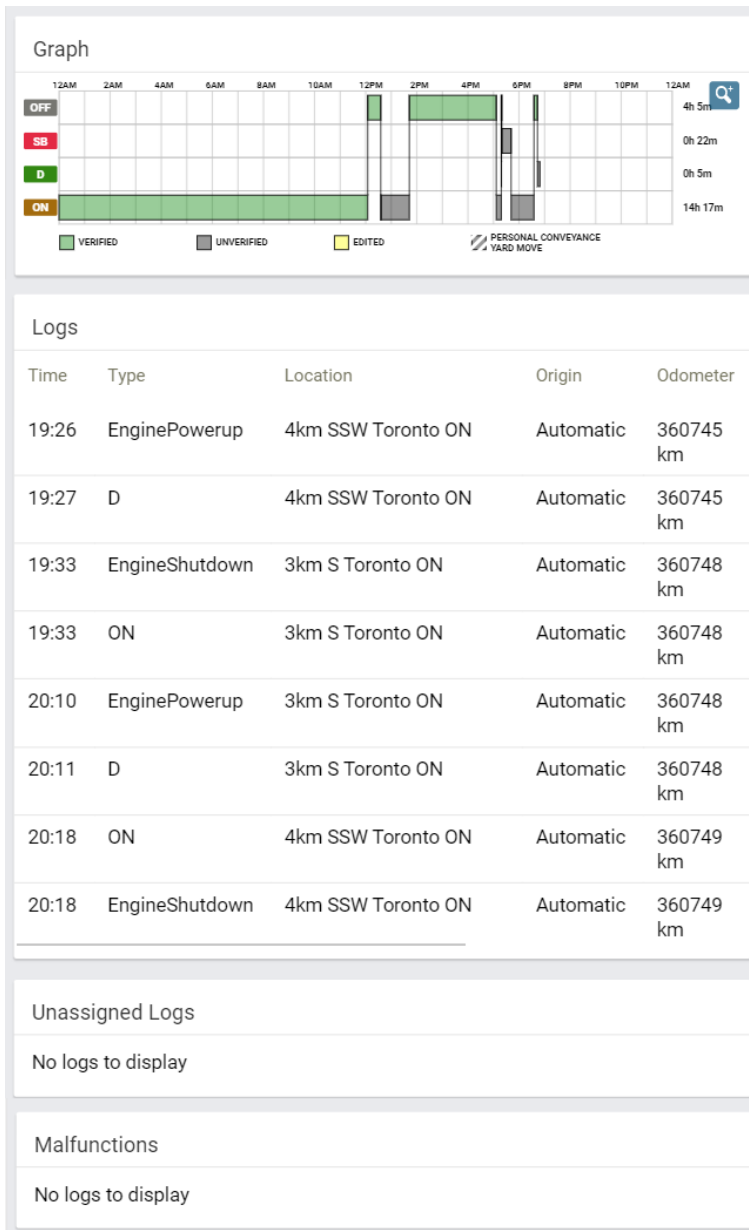 Graph
12AM 2AM 4AM 6AM 8AM 10AM 12PM 2PM 4PM 6PM 8PM 10PM 12AM
OFF 4h 5m
SB 0h 22m
D 0h 5m
ON 14h 17m
VERIFIED UNVERIFIED EDITED PERSONAL CONVEYANCE
YARD MOVE
Logs
Time Type Location Origin Odometer
19:26 EnginePowerup 4km SSW Toronto ON Automatic 360745
km
19:27 D 4km SSW Toronto ON Automatic 360745
km
19:33 EngineShutdown 3km S Toronto ON Automatic 360748
km
19:33 ON 3km S Toronto ON Automatic 360748
km
20:10 EnginePowerup 3km S Toronto ON Automatic 360748
km
20:11 D 3km S Toronto ON Automatic 360748
km
20:18 ON 4km SSW Toronto ON Automatic 360749
km
20:18 EngineShutdown 4km SSW Toronto ON Automatic 360749
km
Unassigned Logs
No logs to display
Malfunctions
No logs to display